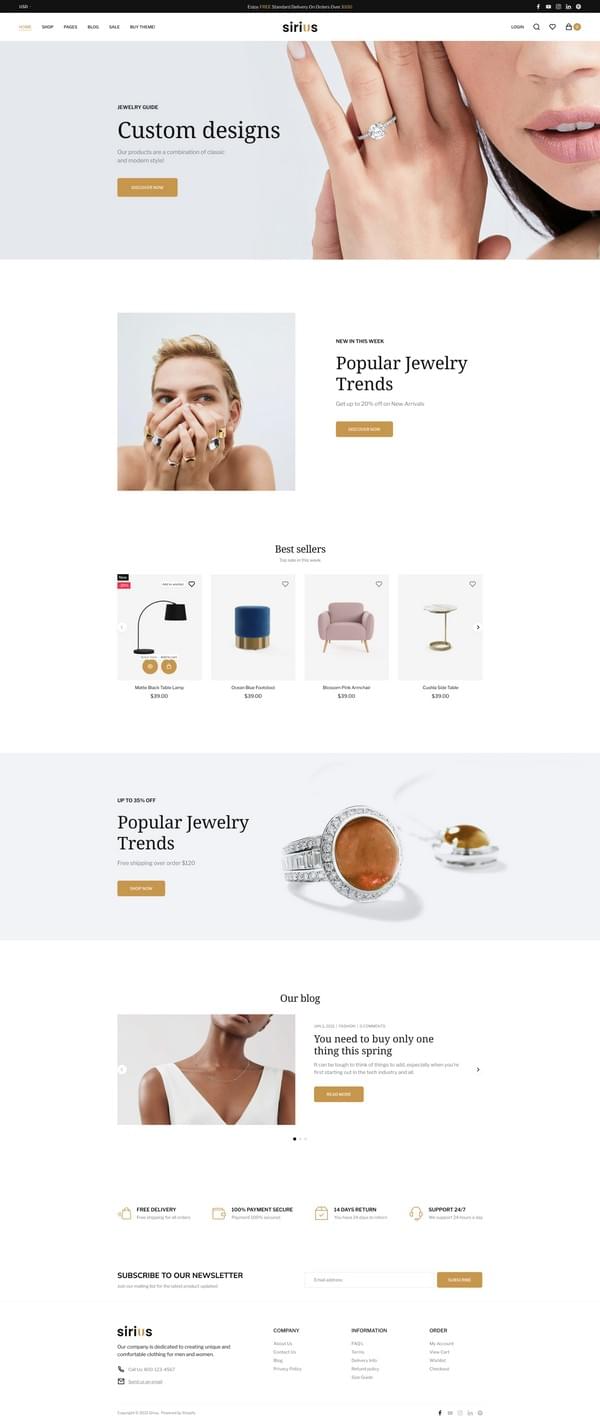 USD
Enjoy FREE Standard Delivery On Orders Over $100
HOME SHOP PAGES BLOG SALE BUY THEME!
sirius
LOGIN
0
JEWELRY GUIDE
Custom designs
Our products are a combination of classic
and modern style!
DISCOVER NOW
NEW IN THIS WEEK
Popular Jewelry
Trends
Get up to 20% off on New Arrivals
DISCOVER NOW
Best sellers
Top sale in this week
New
-20%
Add to wishlist
Matte Black Table Lamp
$39.00
Ocean Blue Footstool
$39.00
Blossom Pink Armchair
$39.00
Cushla Side Table
$39.00
UP TO 35% OFF
Popular Jewelry
Trends
Free shipping over order $120
SHOP NOW
Our blog
JAN 2, 2021 | FASHION | 0 COMMENTS
You need to buy only one
thing this spring
It can be tough to think of things to add, especially when you're
first starting out in the tech industry and all.
READ MORE
FREE DELIVERY
Free shipping for all orders
100% PAYMENT SECURE
Payment 100% secured
14 DAYS RETURN
You have 24 days to return
SUPPORT 24/7
We support 24 hours a day
SUBSCRIBE TO OUR NEWSLETTER
Join our mailing list for the latest product updated.
Email address
SUBSCRIBE
sirius
Our company is dedicated to creating unique and
comfortable clothing for men and women.
Call Us: 800-123-4567
Send us an email
COMPANY
About Us
Contact Us
Blog
Privacy Policy
INFORMATION
FAQ's
Terms
Delivery Info
Refund policy
Size Guide
ORDER
My Account
View Cart
Wishlist
Checkout
Copyright © 2022 Sirius. Powered by Shopify